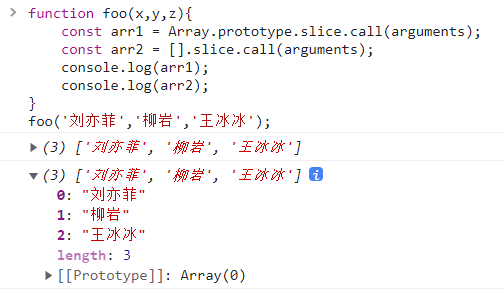 > function foo(x,y,z){
const arr1 = Array.prototype.slice.call(arguments);
const arr2 = [].slice.call(arguments);
console.log(arr1);
console.log(arr2);
}
foo('刘亦菲','柳岩','王冰冰');
▶ (3) ['刘亦菲', '柳岩', '王冰冰']
▼ (3) ['刘亦菲', '柳岩', '王冰冰'] i
0: "刘亦菲"
1: "柳岩"
2: "王冰冰"
length: 3
▶ [[Prototype]]: Array(0)